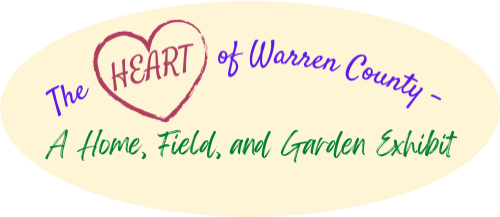 The HEART of Warren County -
A Home, Field, and Garden Exhibit